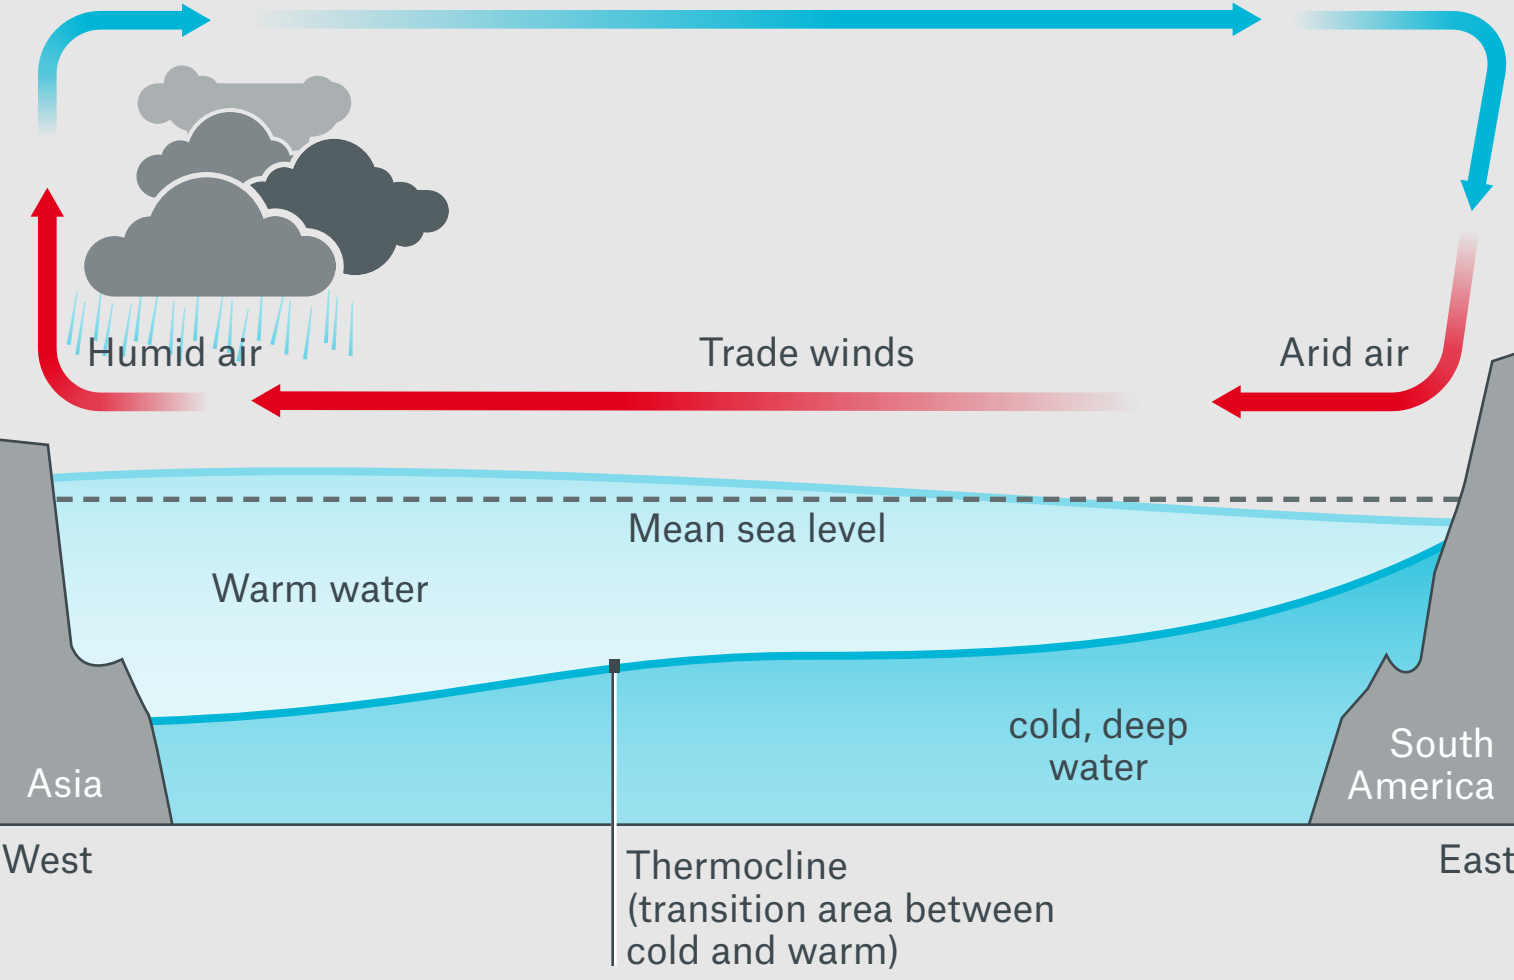 Humid air
Trade winds
Arid air
Mean sea level
Warm water
cold, deep
water
Asia
South
America
West
East
Thermocline
(transition area between
cold and warm)